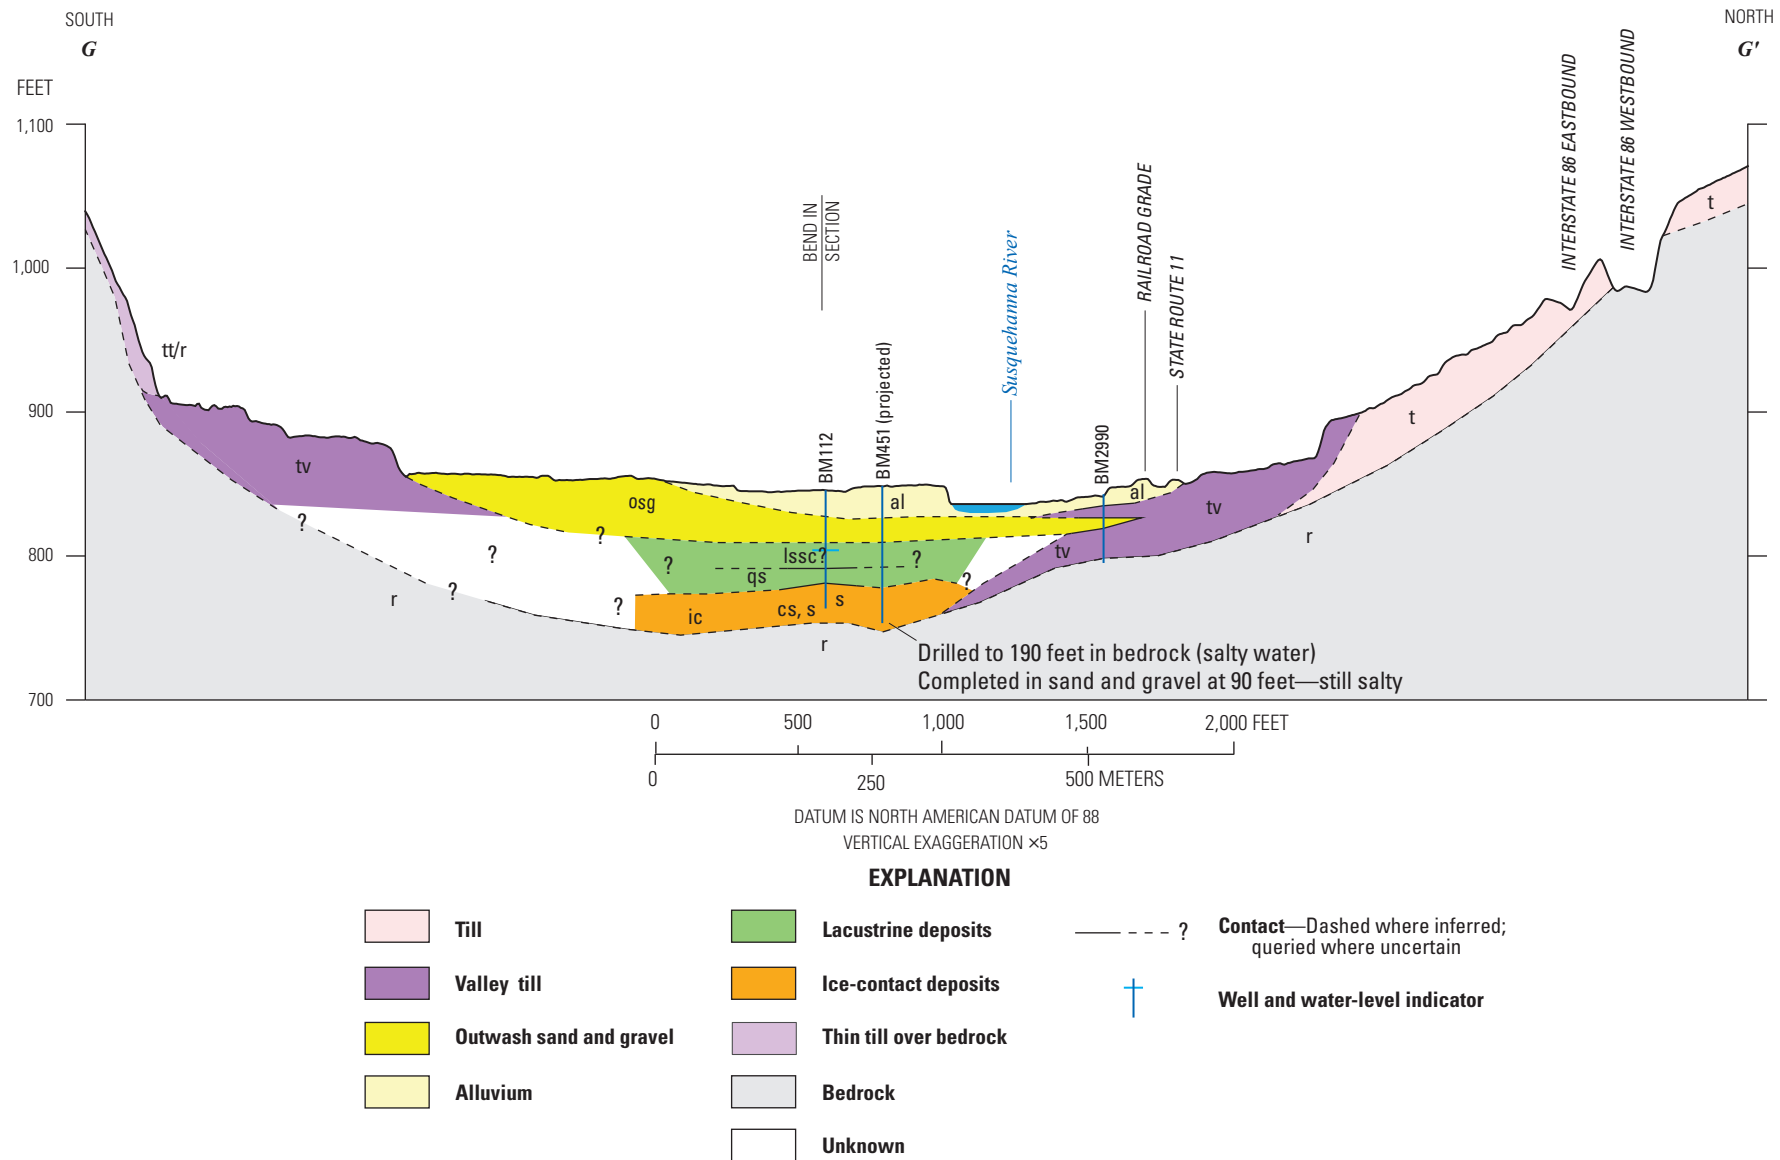 SOUTH
G
NORTH
G′
FEET
1,100
1,000
900
800
700
BEND IN
SECTION
Susquehanna River
RAILROAD GRADE
STATE ROUTE 11
INTERSTATE 86 EASTBOUND
INTERSTATE 86 WESTBOUND
BM112
BM451 (projected)
BM2990
t
t
tt/r
tv
osg
al
al
tv
tv
r
r
r
?
?
?
?
?
?
?
?
lssc?
qs
ic
cs, s
s
Drilled to 190 feet in bedrock (salty water)
Completed in sand and gravel at 90 feet—still salty
0 500 1,000 1,500 2,000 FEET
0 250 500 METERS
DATUM IS NORTH AMERICAN DATUM OF 88
VERTICAL EXAGGERATION ×5
EXPLANATION
Till
Valley till
Outwash sand and gravel
Alluvium
Lacustrine deposits
Ice-contact deposits
Thin till over bedrock
Bedrock
Unknown
?
Contact—Dashed where inferred;
queried where uncertain
Well and water-level indicator